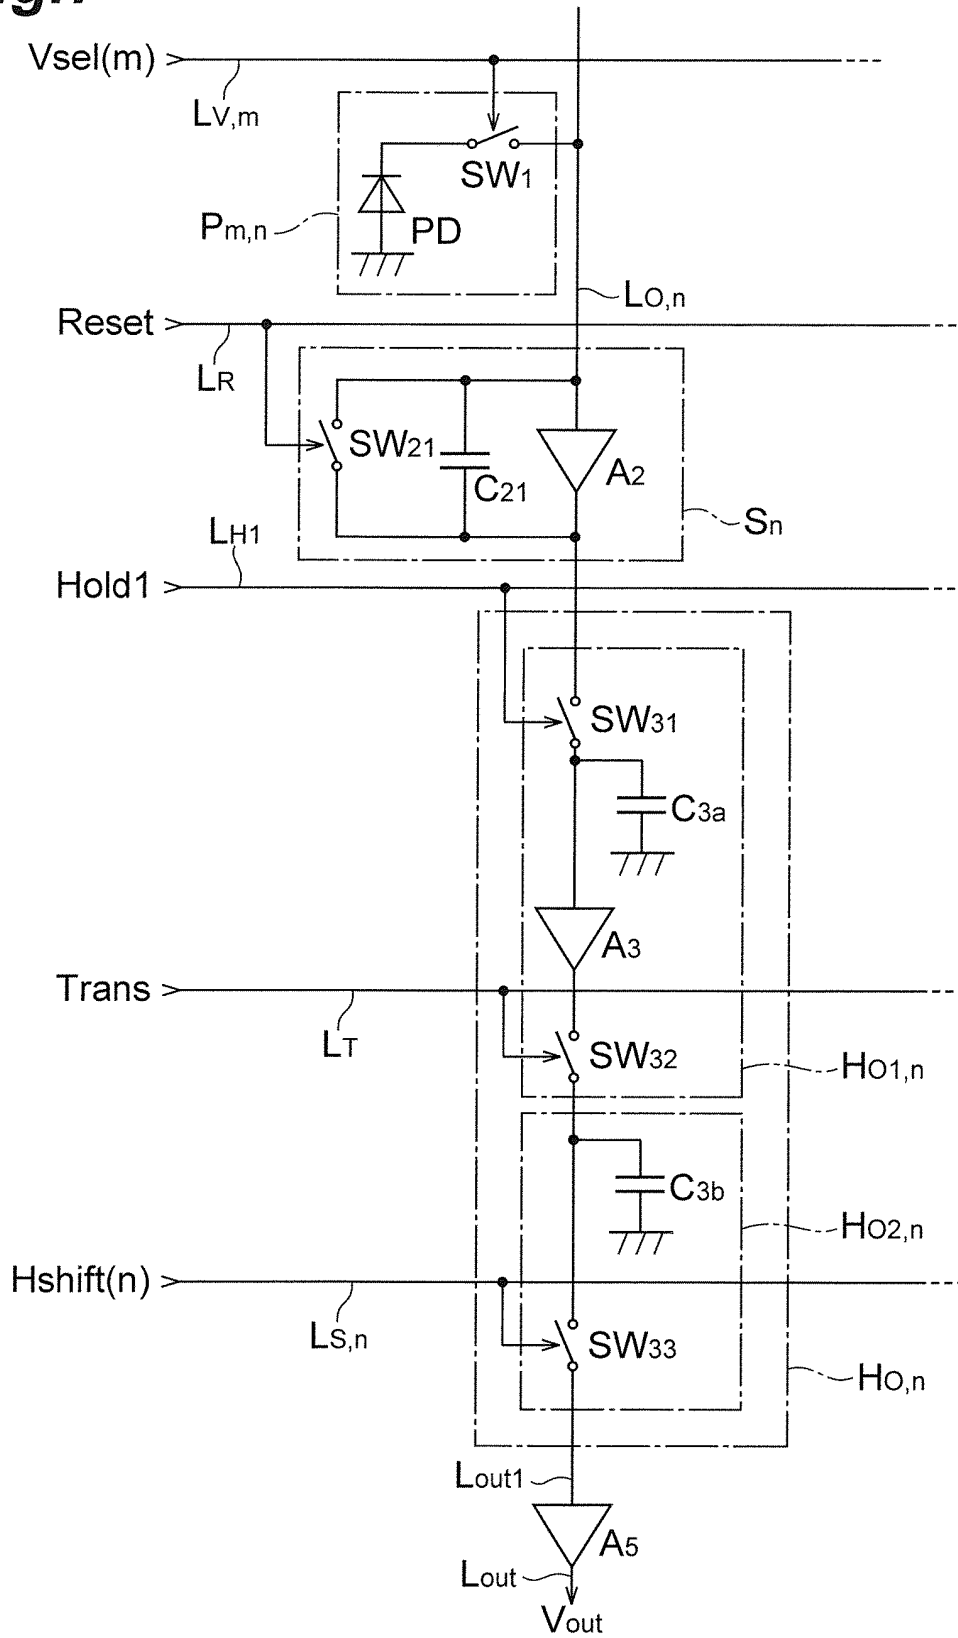 Vsel(m)
LV,m
SW1
Pm,n
PD
LO,n
Reset
LR
SW21
C21
A2
Sn
LH1
Hold1
SW31
C3a
A3
Trans
LT
SW32
HO1,n
C3b
HO2,n
Hshift(n)
LS,n
SW33
HO,n
Lout1
A5
Lout
Vout